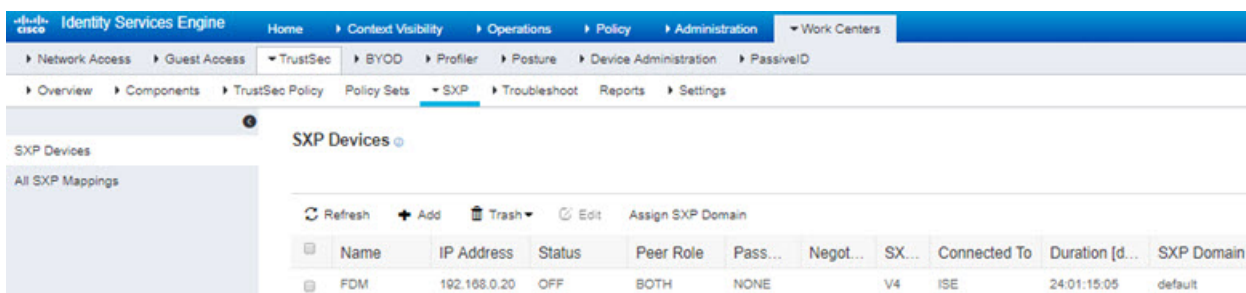 cisco Identity Services Engine Home Context Visibility Operations Policy Administration Work Centers
Network Access Guest Access TrustSec BYOD Profiler Posture Device Administration PassiveID
Overview Components TrustSec Policy Policy Sets SXP Troubleshoot Reports Settings
SXP Devices
All SXP Mappings
SXP Devices
Refresh Add Trash Edit Assign SXP Domain
Name IP Address Status Peer Role Pass... Negot... SX... Connected To Duration [d... SXP Domain
FDM 192.168.0.20 OFF BOTH NONE V4 ISE 24:01:15:05 default